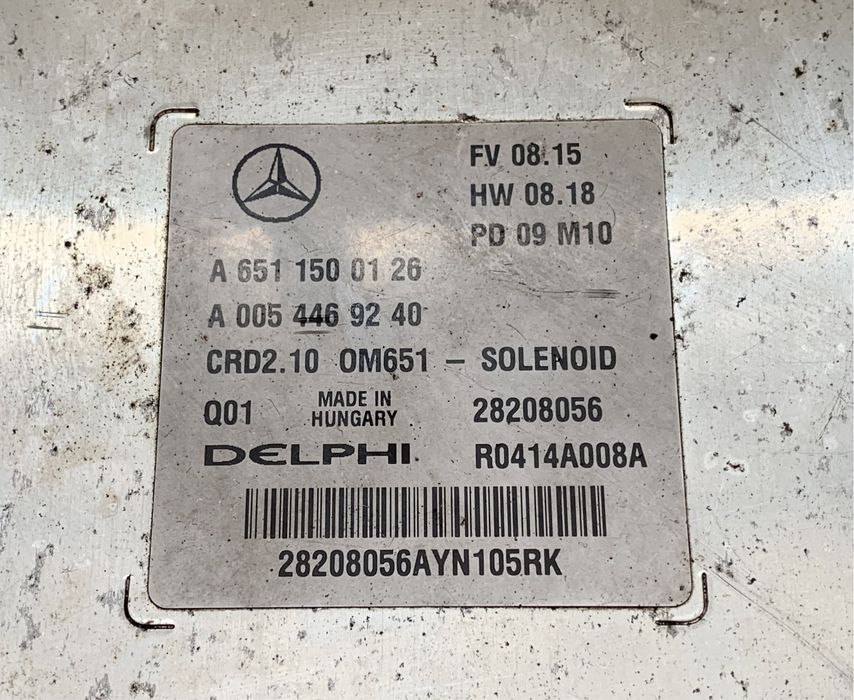 FV 08.15
HW 08.18
PD 09 M10
A 651 150 01 26
A 005 446 92 40
CRD2.10 OM651 – SOLENOID
Q01 MADE IN HUNGARY 28208056
DELPHI R0414A008A
28208056AYN105RK